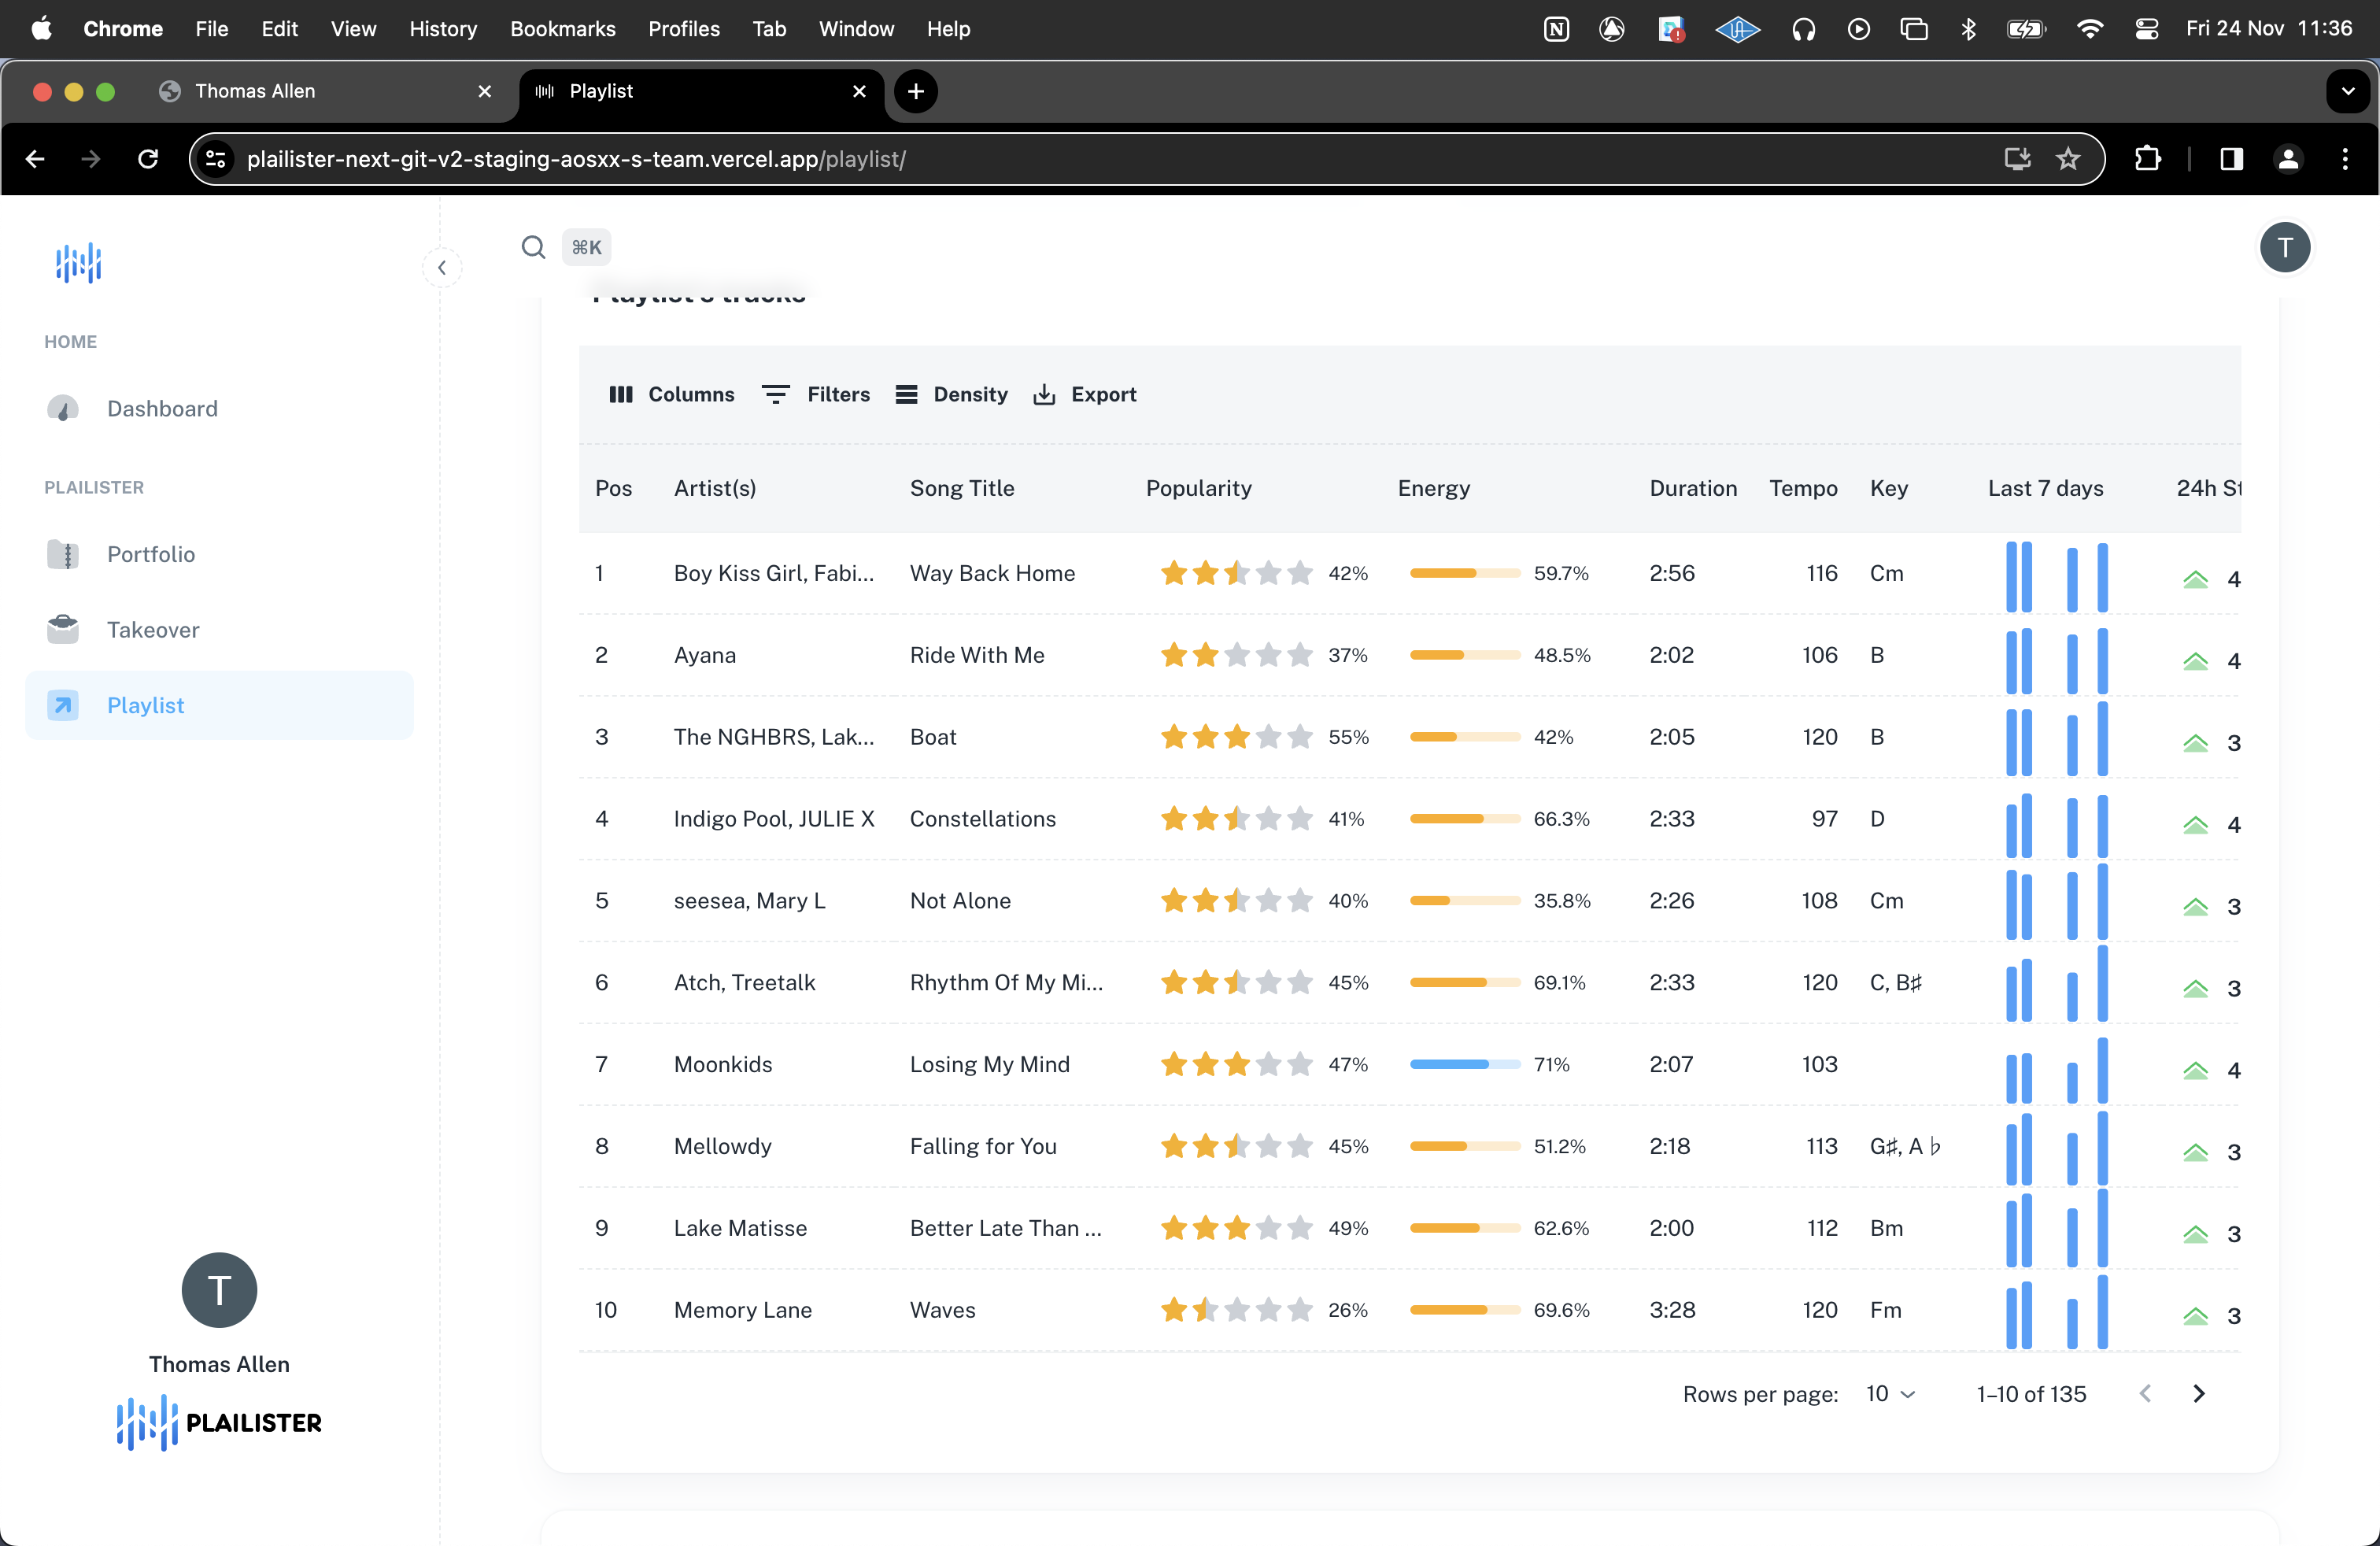 Chrome File Edit View History Bookmarks Profiles Tab Window Help Fri 24 Nov 11:36
Thomas Allen Playlist
plailister-next-git-v2-staging-aosxx-s-team.vercel.app/playlist/
⌘K T
Playlist's tracks
HOME
Dashboard
PLAILISTER
Portfolio
Takeover
Playlist
T
Thomas Allen
PLAILISTER
Columns Filters Density Export
Pos Artist(s) Song Title Popularity Energy Duration Tempo Key Last 7 days 24h St
1 Boy Kiss Girl, Fabi... Way Back Home 42% 59.7% 2:56 116 Cm 4
2 Ayana Ride With Me 37% 48.5% 2:02 106 B 4
3 The NGHBRS, Lak... Boat 55% 42% 2:05 120 B 3
4 Indigo Pool, JULIE X Constellations 41% 66.3% 2:33 97 D 4
5 seesea, Mary L Not Alone 40% 35.8% 2:26 108 Cm 3
6 Atch, Treetalk Rhythm Of My Mi... 45% 69.1% 2:33 120 C, B♯ 3
7 Moonkids Losing My Mind 47% 71% 2:07 103 4
8 Mellowdy Falling for You 45% 51.2% 2:18 113 G♯, A♭ 3
9 Lake Matisse Better Late Than ... 49% 62.6% 2:00 112 Bm 3
10 Memory Lane Waves 26% 69.6% 3:28 120 Fm 3
Rows per page: 10 1–10 of 135